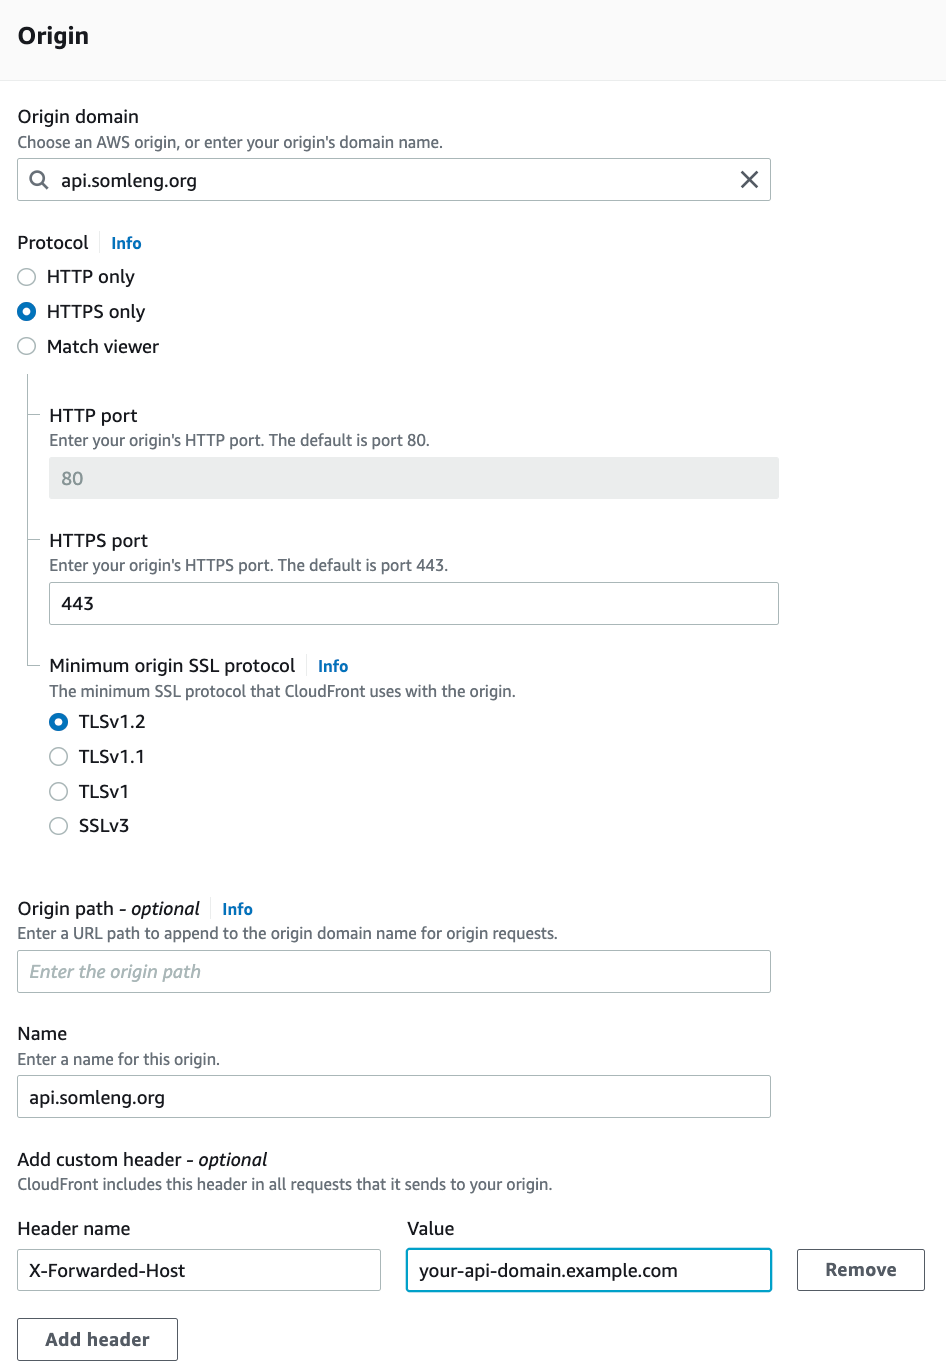 Origin
Origin domain
Choose an AWS origin, or enter your origin's domain name.
api.somleng.org
Protocol Info
HTTP only
HTTPS only
Match viewer
HTTP port
Enter your origin's HTTP port. The default is port 80.
80
HTTPS port
Enter your origin's HTTPS port. The default is port 443.
443
Minimum origin SSL protocol Info
The minimum SSL protocol that CloudFront uses with the origin.
TLSv1.2
TLSv1.1
TLSv1
SSLv3
Origin path - optional Info
Enter a URL path to append to the origin domain name for origin requests.
Enter the origin path
Name
Enter a name for this origin.
api.somleng.org
Add custom header - optional
CloudFront includes this header in all requests that it sends to your origin.
Header name Value
X-Forwarded-Host your-api-domain.example.com Remove
Add header